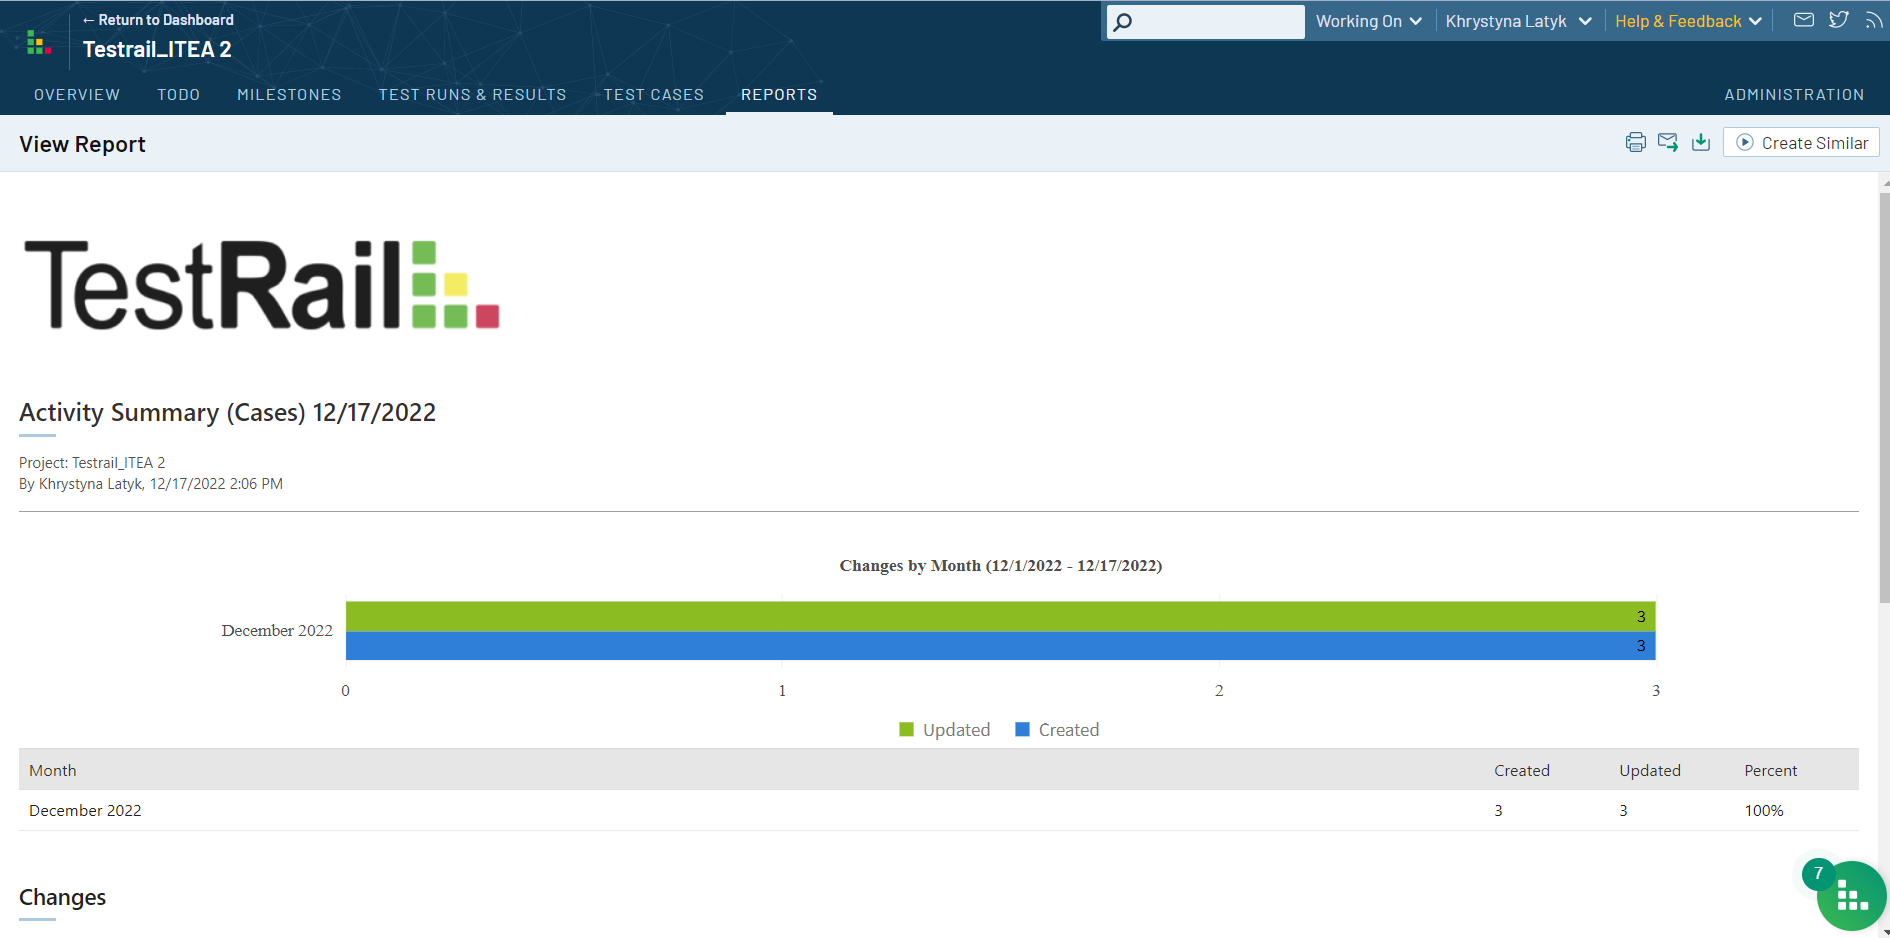 ← Return to Dashboard
Testrail_ITEA 2
Working On
Khrystyna Latyk
Help & Feedback
OVERVIEW
TODO
MILESTONES
TEST RUNS & RESULTS
TEST CASES
REPORTS
ADMINISTRATION
View Report
Create Similar
TestRail
Activity Summary (Cases) 12/17/2022
Project: Testrail_ITEA 2
By Khrystyna Latyk, 12/17/2022 2:06 PM
Changes by Month (12/1/2022 - 12/17/2022)
3
December 2022
3
0 1 2 3
Updated Created
Month Created Updated Percent
December 2022 3 3 100%
Changes
7